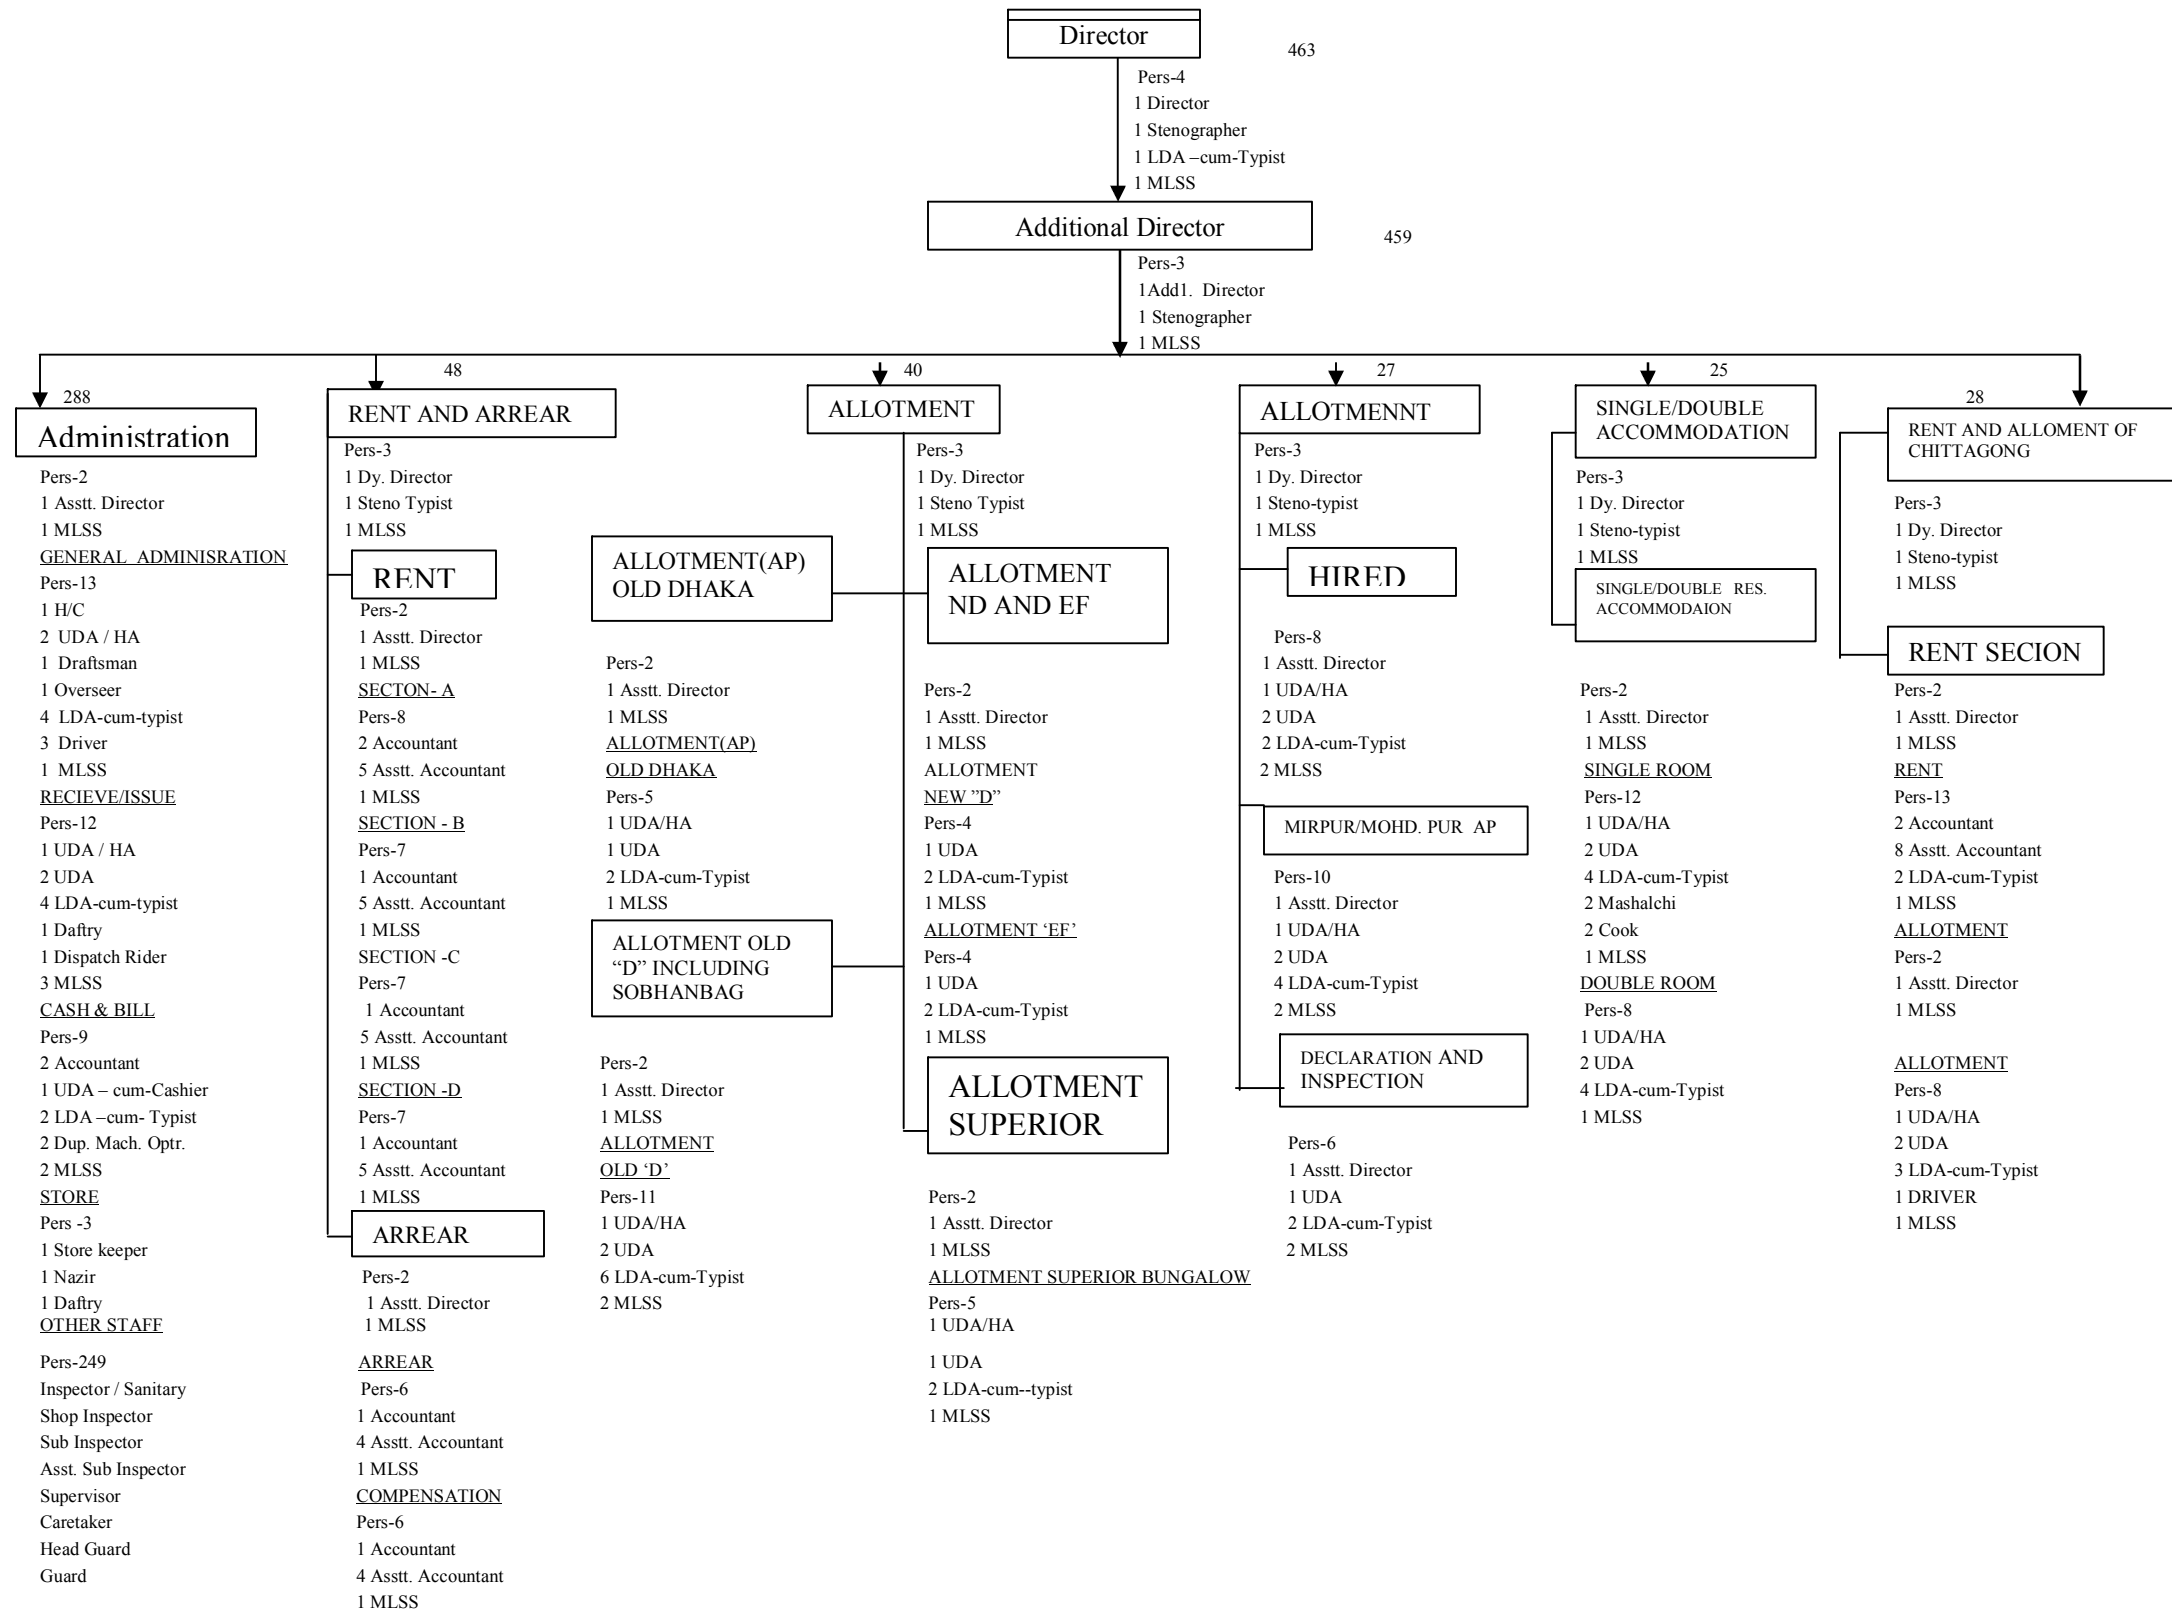 Director
463
Pers-4
1 Director
1 Stenographer
1 LDA –cum-Typist
1 MLSS
Additional Director
459
Pers-3
1Add1. Director
1 Stenographer
1 MLSS
288
Administration
Pers-2
1 Asstt. Director
1 MLSS
GENERAL ADMINISRATION
Pers-13
1 H/C
2 UDA / HA
1 Draftsman
1 Overseer
4 LDA-cum-typist
3 Driver
1 MLSS
RECIEVE/ISSUE
Pers-12
1 UDA / HA
2 UDA
4 LDA-cum-typist
1 Daftry
1 Dispatch Rider
3 MLSS
CASH & BILL
Pers-9
2 Accountant
1 UDA – cum-Cashier
2 LDA –cum- Typist
2 Dup. Mach. Optr.
2 MLSS
STORE
Pers -3
1 Store keeper
1 Nazir
1 Daftry
OTHER STAFF
Pers-249
Inspector / Sanitary
Shop Inspector
Sub Inspector
Asst. Sub Inspector
Supervisor
Caretaker
Head Guard
Guard
48
RENT AND ARREAR
Pers-3
1 Dy. Director
1 Steno Typist
1 MLSS
RENT
Pers-2
1 Asstt. Director
1 MLSS
SECTON- A
Pers-8
2 Accountant
5 Asstt. Accountant
1 MLSS
SECTION - B
Pers-7
1 Accountant
5 Asstt. Accountant
1 MLSS
SECTION -C
Pers-7
1 Accountant
5 Asstt. Accountant
1 MLSS
SECTION -D
Pers-7
1 Accountant
5 Asstt. Accountant
1 MLSS
ARREAR
Pers-2
1 Asstt. Director
1 MLSS
ARREAR
Pers-6
1 Accountant
4 Asstt. Accountant
1 MLSS
COMPENSATION
Pers-6
1 Accountant
4 Asstt. Accountant
1 MLSS
40
ALLOTMENT
Pers-3
1 Dy. Director
1 Steno Typist
1 MLSS
ALLOTMENT(AP)
OLD DHAKA
Pers-2
1 Asstt. Director
1 MLSS
ALLOTMENT(AP)
OLD DHAKA
Pers-5
1 UDA/HA
1 UDA
2 LDA-cum-Typist
1 MLSS
ALLOTMENT OLD
“D” INCLUDING
SOBHANBAG
Pers-2
1 Asstt. Director
1 MLSS
ALLOTMENT
OLD ‘D’
Pers-11
1 UDA/HA
2 UDA
6 LDA-cum-Typist
2 MLSS
ALLOTMENT
ND AND EF
Pers-2
1 Asstt. Director
1 MLSS
ALLOTMENT
NEW ”D”
Pers-4
1 UDA
2 LDA-cum-Typist
1 MLSS
ALLOTMENT ‘EF’
Pers-4
1 UDA
2 LDA-cum-Typist
1 MLSS
ALLOTMENT
SUPERIOR
Pers-2
1 Asstt. Director
1 MLSS
ALLOTMENT SUPERIOR BUNGALOW
Pers-5
1 UDA/HA
1 UDA
2 LDA-cum--typist
1 MLSS
27
ALLOTMENNT
Pers-3
1 Dy. Director
1 Steno-typist
1 MLSS
HIRED
Pers-8
1 Asstt. Director
1 UDA/HA
2 UDA
2 LDA-cum-Typist
2 MLSS
MIRPUR/MOHD. PUR AP
Pers-10
1 Asstt. Director
1 UDA/HA
2 UDA
4 LDA-cum-Typist
2 MLSS
DECLARATION AND
INSPECTION
Pers-6
1 Asstt. Director
1 UDA
2 LDA-cum-Typist
2 MLSS
25
SINGLE/DOUBLE
ACCOMMODATION
Pers-3
1 Dy. Director
1 Steno-typist
1 MLSS
SINGLE/DOUBLE RES.
ACCOMMODAION
Pers-2
1 Asstt. Director
1 MLSS
SINGLE ROOM
Pers-12
1 UDA/HA
2 UDA
4 LDA-cum-Typist
2 Mashalchi
2 Cook
1 MLSS
DOUBLE ROOM
Pers-8
1 UDA/HA
2 UDA
4 LDA-cum-Typist
1 MLSS
28
RENT AND ALLOMENT OF
CHITTAGONG
Pers-3
1 Dy. Director
1 Steno-typist
1 MLSS
RENT SECION
Pers-2
1 Asstt. Director
1 MLSS
RENT
Pers-13
2 Accountant
8 Asstt. Accountant
2 LDA-cum-Typist
1 MLSS
ALLOTMENT
Pers-2
1 Asstt. Director
1 MLSS
ALLOTMENT
Pers-8
1 UDA/HA
2 UDA
3 LDA-cum-Typist
1 DRIVER
1 MLSS